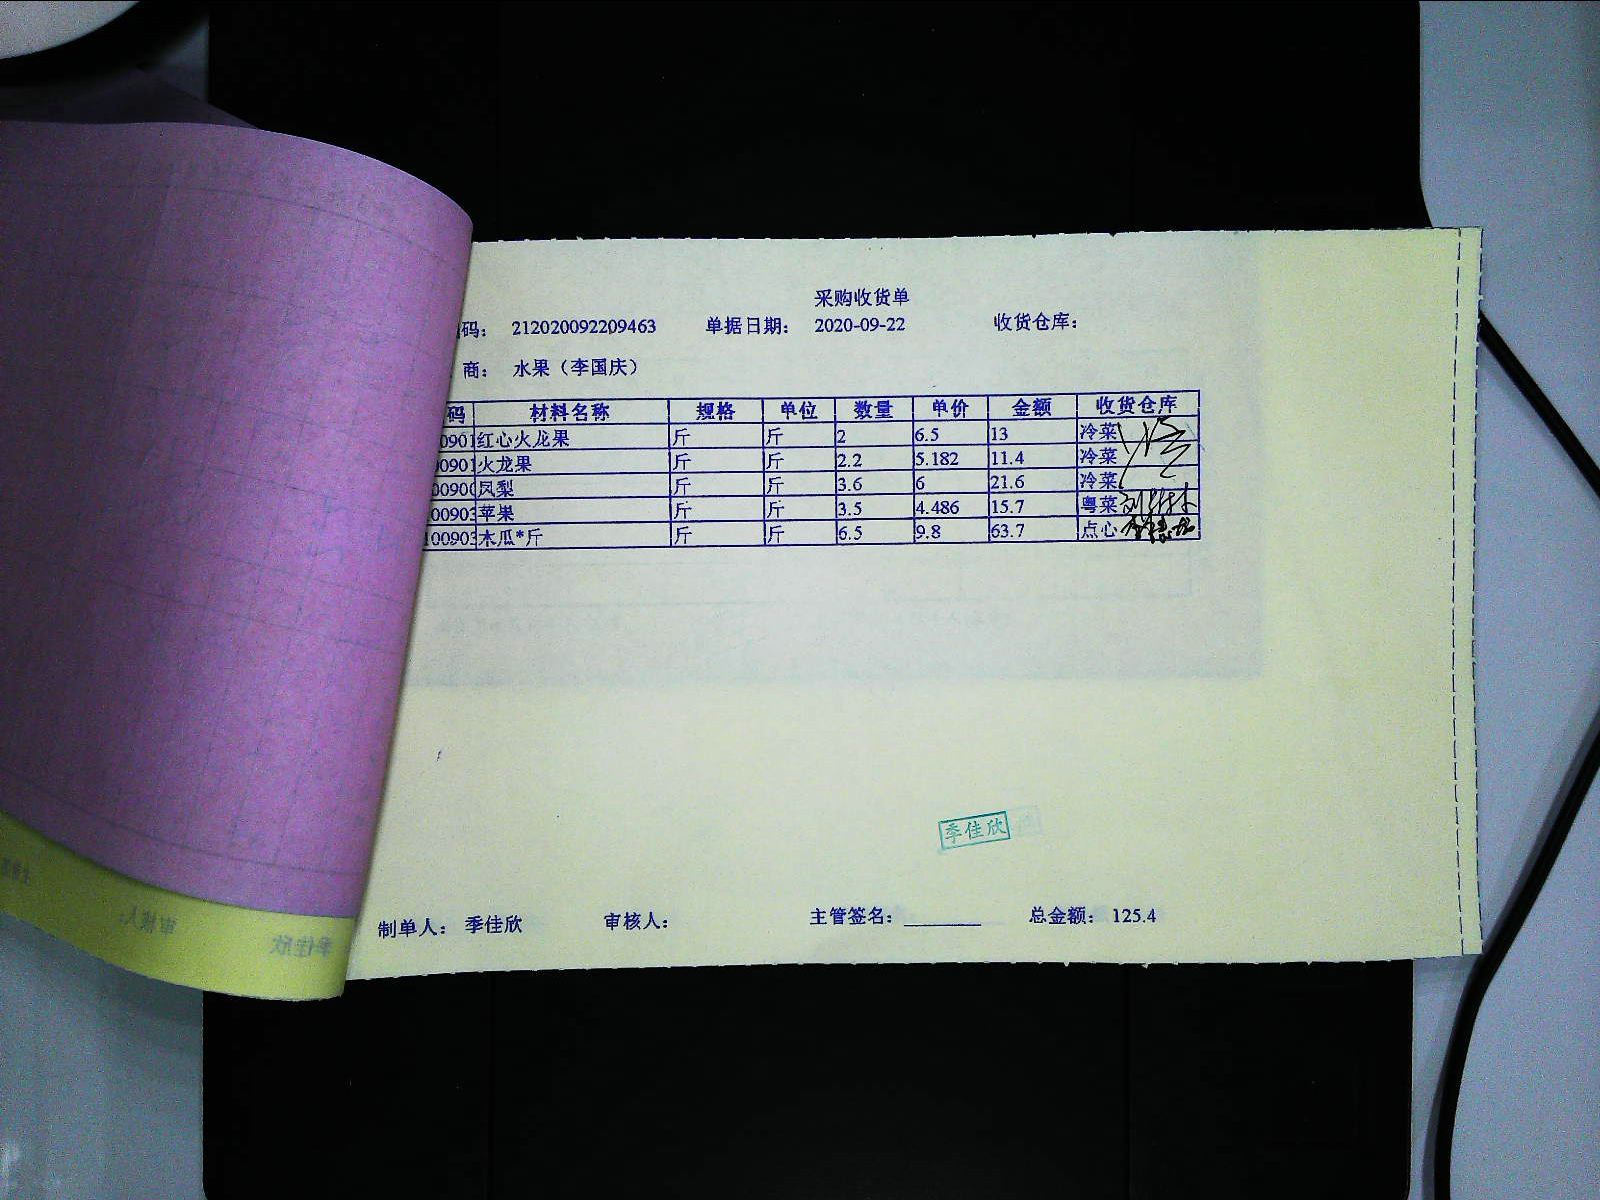 采购收货单
码： 212020092209463 单据日期： 2020-09-22 收货仓库：
商： 水果（李国庆）
码 材料名称 规格 单位 数量 单价 金额 收货仓库
0901 红心火龙果 斤 斤 2 6.5 13 冷菜
0901 火龙果 斤 斤 2.2 5.182 11.4 冷菜
00900 凤梨 斤 斤 3.6 6 21.6 冷菜
00903 苹果 斤 斤 3.5 4.486 15.7 粤菜
100903 木瓜*斤 斤 斤 6.5 9.8 63.7 点心
季佳欣
制单人： 季佳欣 审核人： 主管签名： 总金额： 125.4